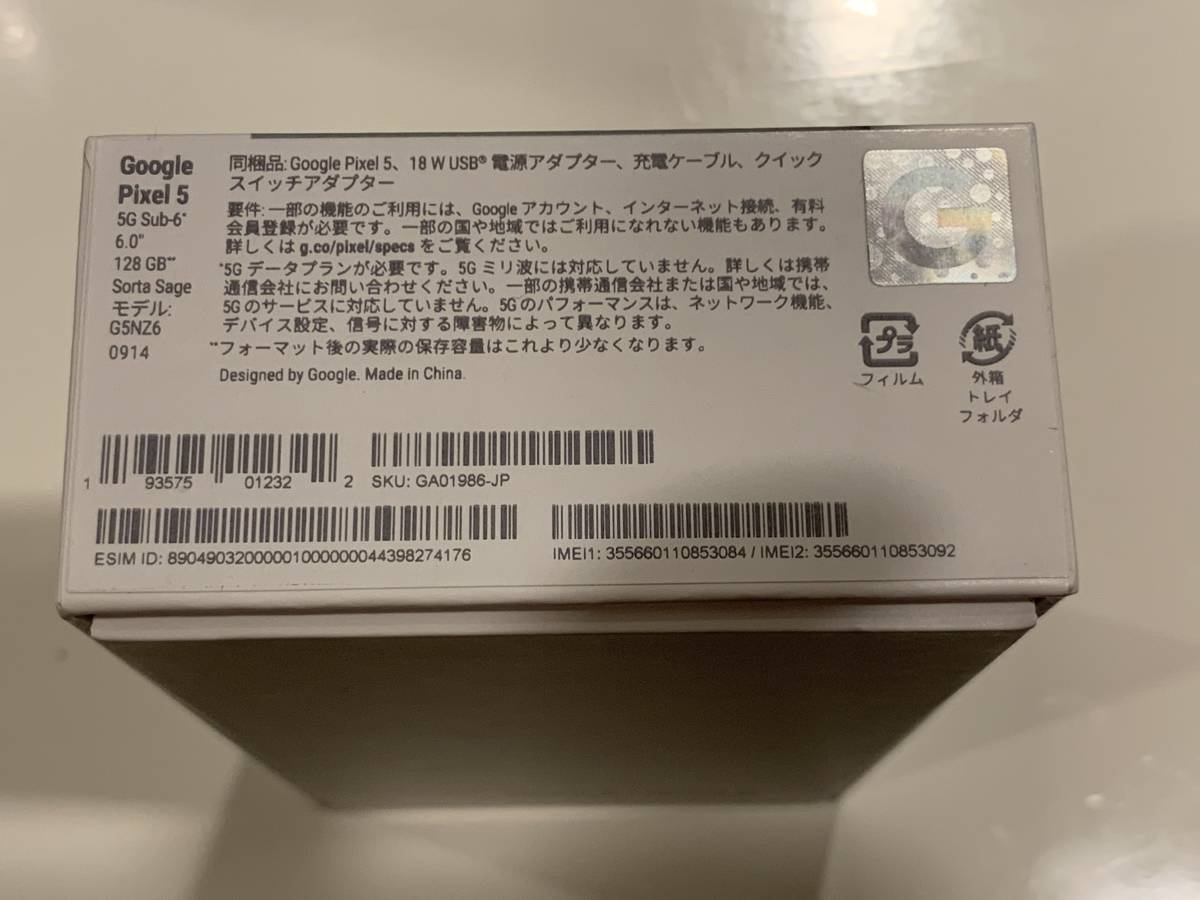 Google
Pixel 5
5G Sub-6*
6.0"
128 GB**
Sorta Sage
モデル:
G5NZ6
0914
同梱品: Google Pixel 5、18 W USB® 電源アダプター、充電ケーブル、クイック
スイッチアダプター
要件: 一部の機能のご利用には、Google アカウント、インターネット接続、有料
会員登録が必要です。一部の国や地域ではご利用になれない機能もあります。
詳しくは g.co/pixel/specs をご覧ください。
*5G データプランが必要です。5G ミリ波には対応していません。詳しくは携帯
通信会社にお問い合わせください。一部の携帯通信会社または国や地域では、
5G のサービスに対応していません。5G のパフォーマンスは、ネットワーク機能、
デバイス設定、信号に対する障害物によって異なります。
**フォーマット後の実際の保存容量はこれより少なくなります。
Designed by Google. Made in China.
G
プラ
フィルム
紙
外箱
トレイ
フォルダ
1 93575 01232 2
SKU: GA01986-JP
ESIM ID: 89049032000001000000044398274176
IMEI1: 355660110853084 / IMEI2: 355660110853092